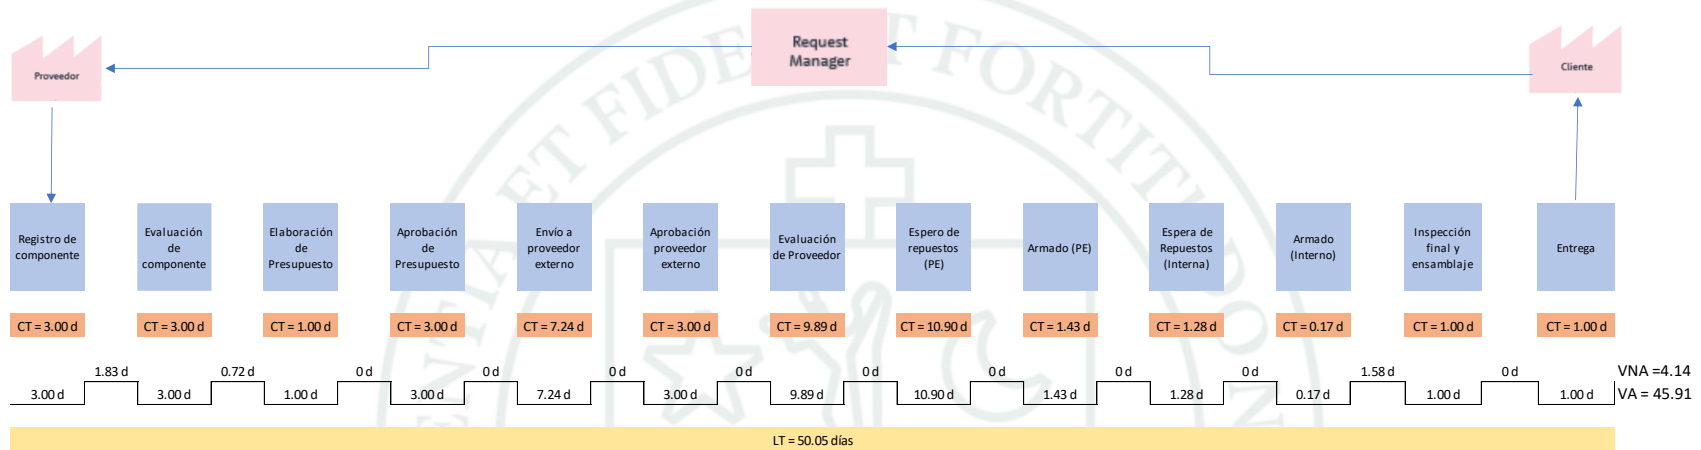 Request
Manager
Proveedor
Cliente
ENTIA ET FIDE ET FORTITUDO
Registro de
componente
Evaluación
de
componente
Elaboración
de
Presupuesto
Aprobación
de
Presupuesto
Envío a
proveedor
externo
Aprobación
proveedor
externo
Evaluación
de Proveedor
Espero de
repuestos
(PE)
Armado (PE)
Espera de
Repuestos
(Interna)
Armado
(Interno)
Inspección
final y
ensamblaje
Entrega
CT = 3.00 d
CT = 3.00 d
CT = 1.00 d
CT = 3.00 d
CT = 7.24 d
CT = 3.00 d
CT = 9.89 d
CT = 10.90 d
CT = 1.43 d
CT = 1.28 d
CT = 0.17 d
CT = 1.00 d
CT = 1.00 d
1.83 d 0.72 d 0 d 0 d 0 d 0 d 0 d 0 d 0 d 0 d 1.58 d 0 d VNA =4.14
3.00 d 3.00 d 1.00 d 3.00 d 7.24 d 3.00 d 9.89 d 10.90 d 1.43 d 1.28 d 0.17 d 1.00 d 1.00 d VA = 45.91
LT = 50.05 días